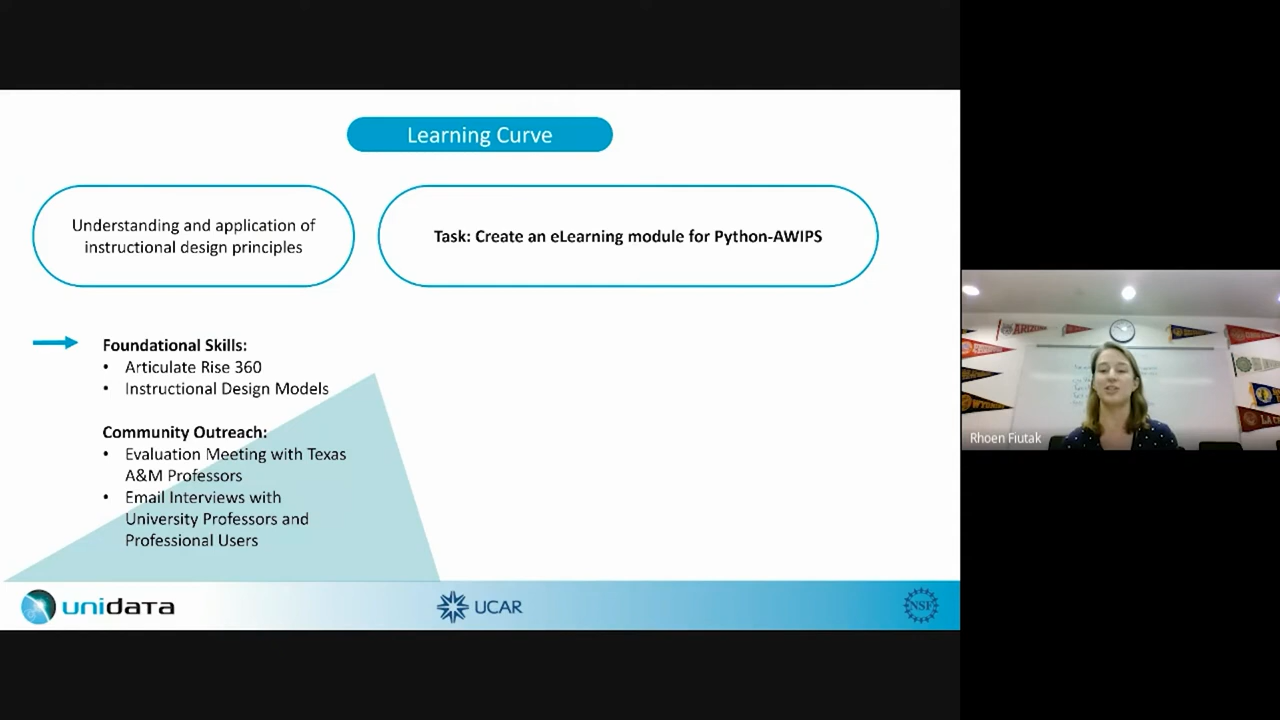 Learning Curve
Understanding and application of
instructional design principles
Task: Create an eLearning module for Python-AWIPS
Foundational Skills:
• Articulate Rise 360
• Instructional Design Models
Community Outreach:
• Evaluation Meeting with Texas
A&M Professors
• Email Interviews with
University Professors and
Professional Users
unidata
UCAR
NSF
ARIZONA
WYOMING
Rhoen Fiutak